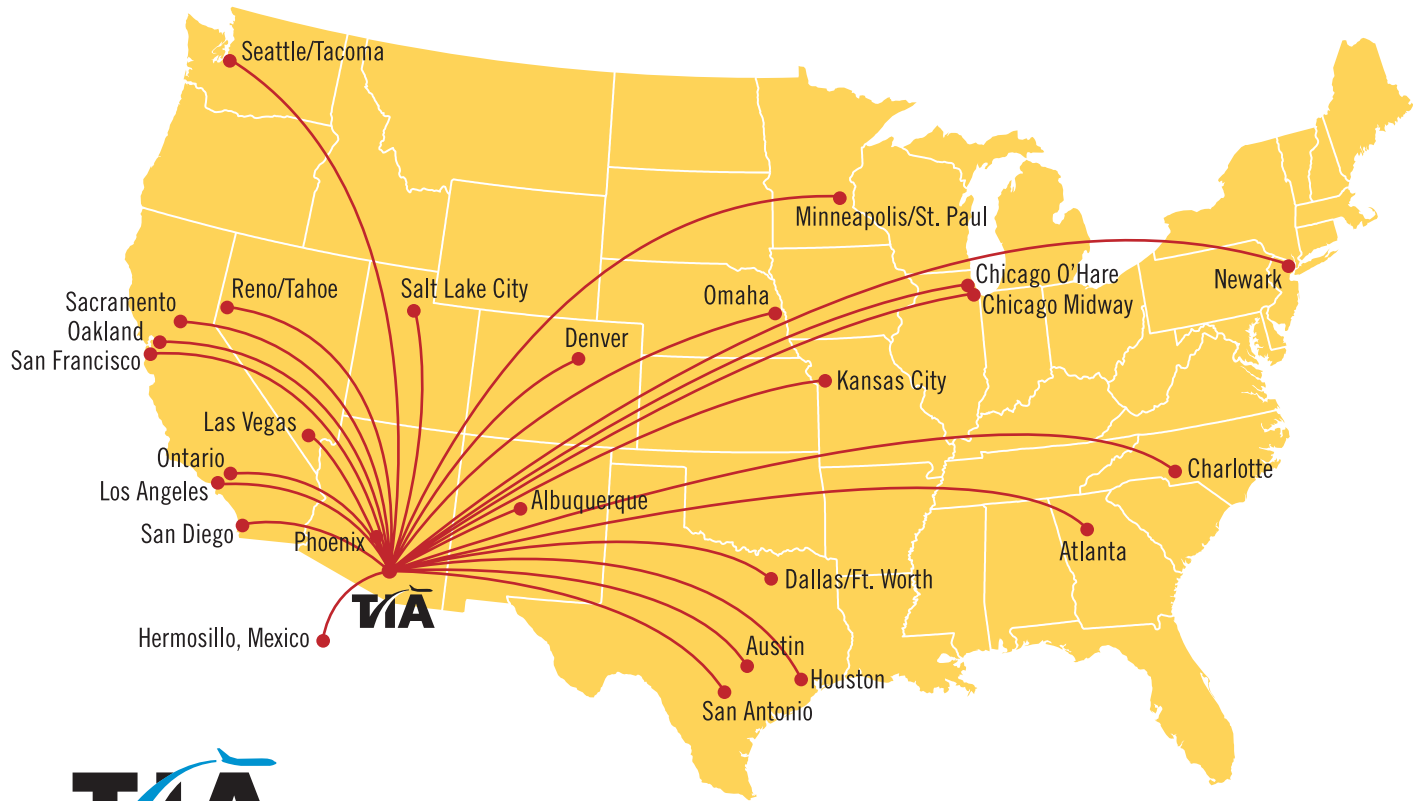 Seattle/Tacoma
Minneapolis/St. Paul
Chicago O'Hare
Newark
Reno/Tahoe
Salt Lake City
Omaha
Chicago Midway
Sacramento
Oakland
Denver
San Francisco
Kansas City
Las Vegas
Ontario
Charlotte
Los Angeles
Albuquerque
San Diego
Phoenix
Atlanta
Dallas/Ft. Worth
TIA
Hermosillo, Mexico
Austin
Houston
San Antonio
TIA